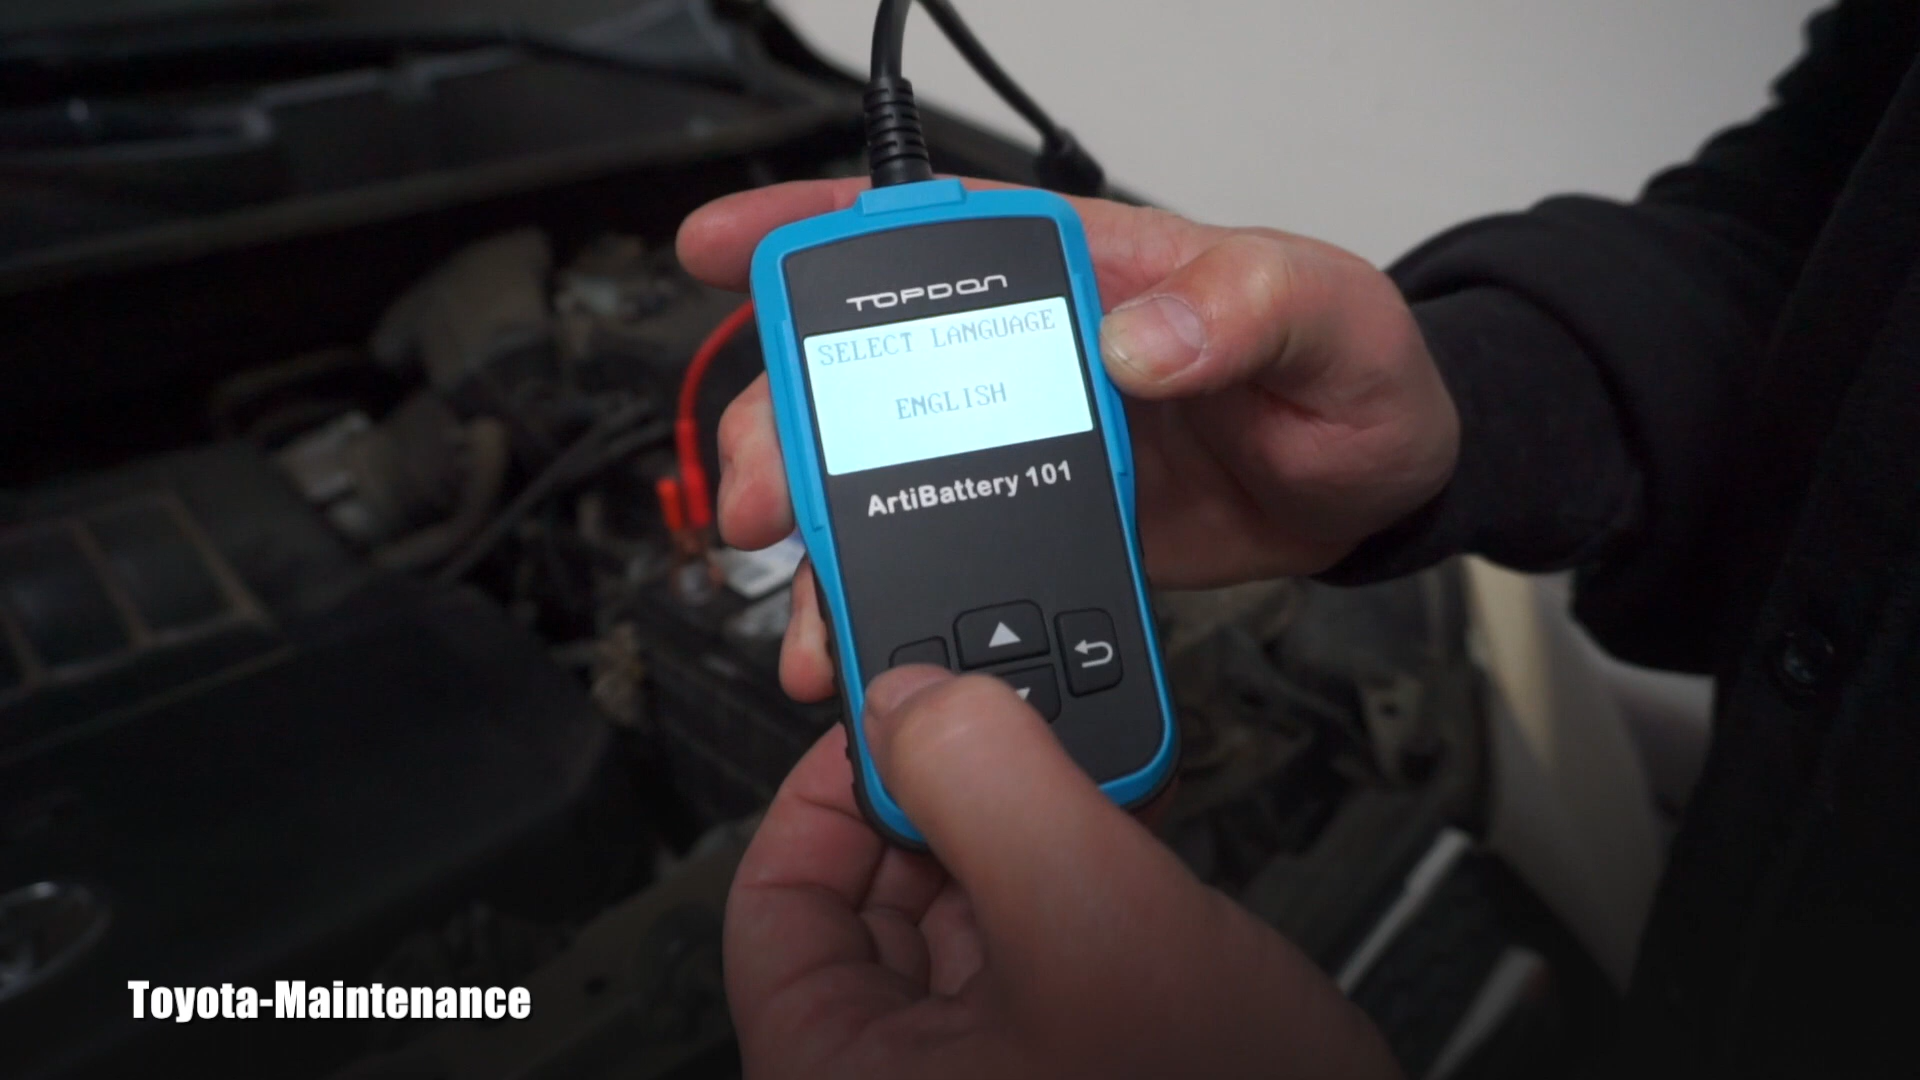 TOPDON
SELECT LANGUAGE
ENGLISH
ArtiBattery 101
Toyota-Maintenance